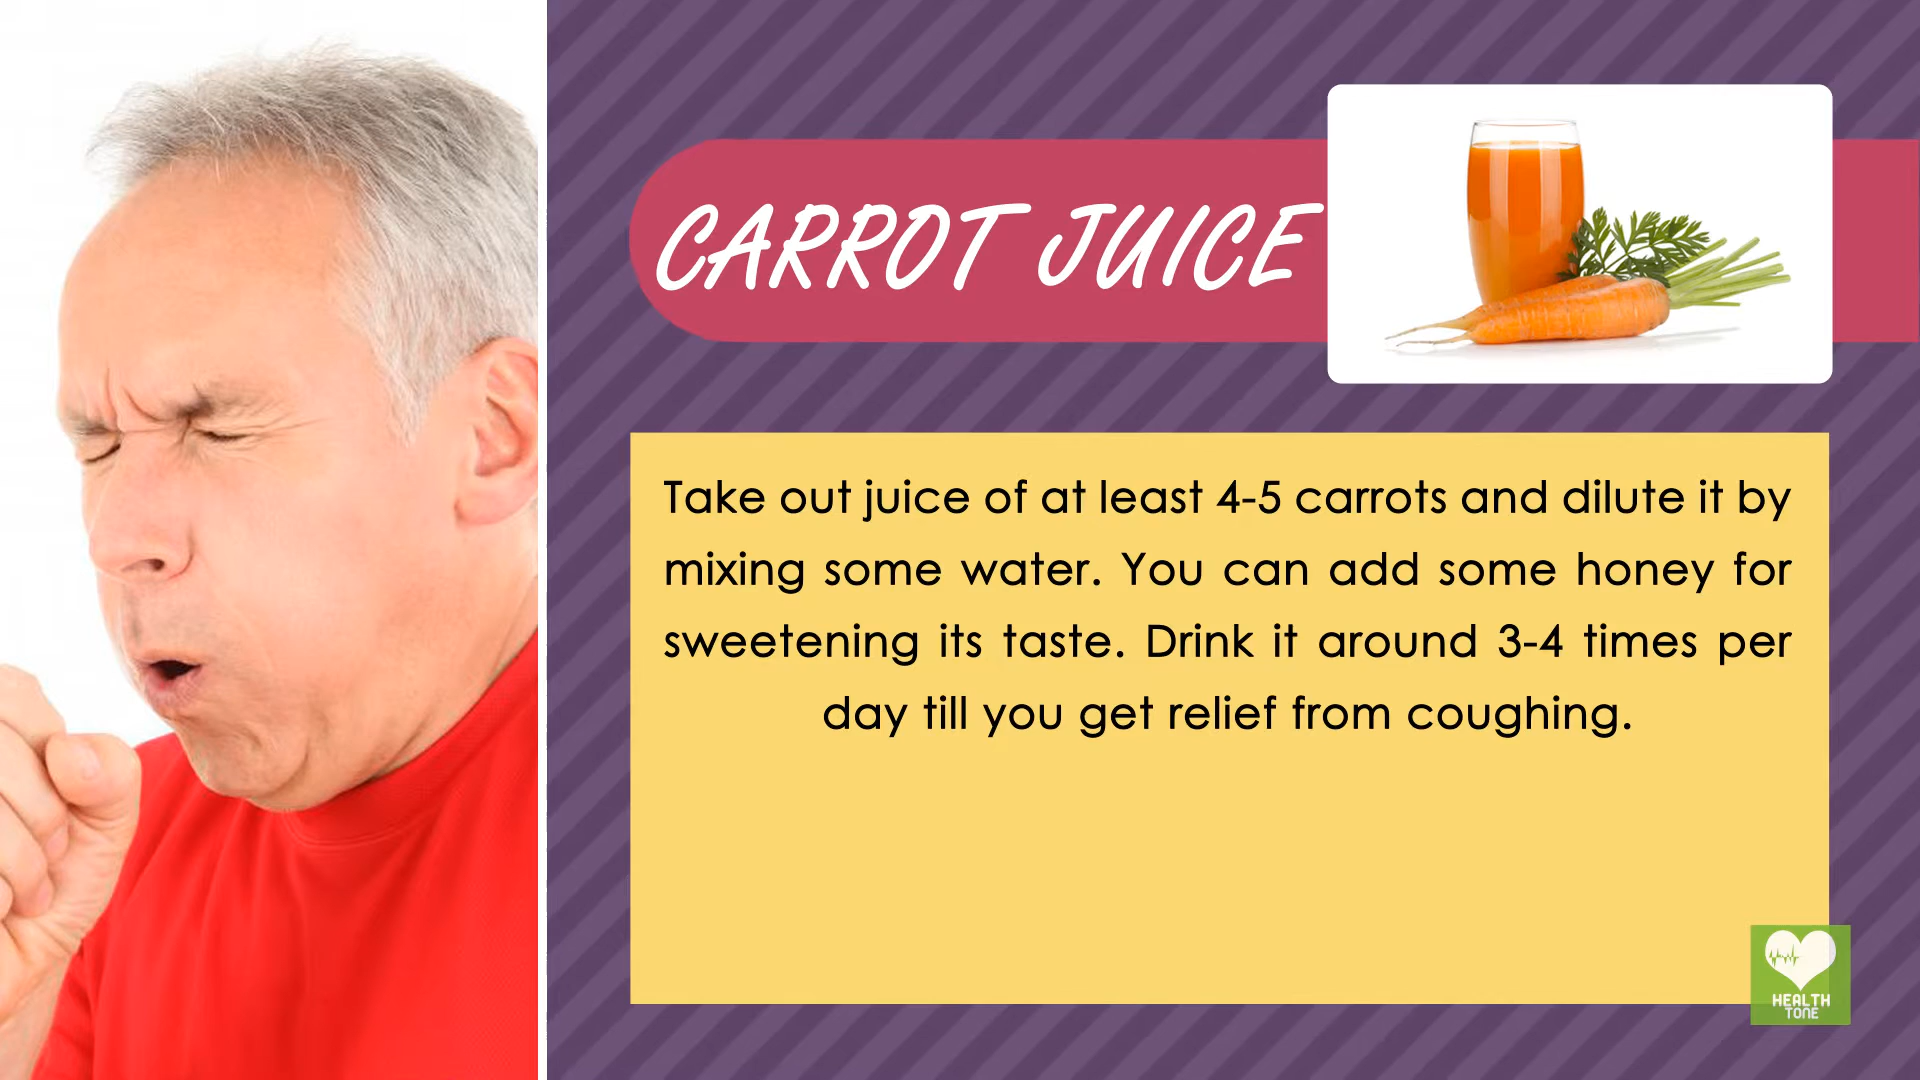 CARROT JUICE
Take out juice of at least 4-5 carrots and dilute it by
mixing some water. You can add some honey for
sweetening its taste. Drink it around 3-4 times per
day till you get relief from coughing.
HEALTH
TONE